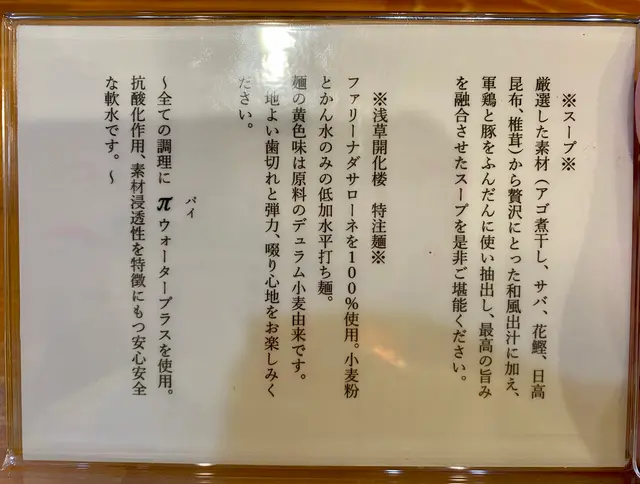 ※スープ※
厳選した素材(アゴ煮干し、サバ、花鰹、日高
昆布、椎茸)から贅沢にとった和風出汁に加え、
軍鶏と豚をふんだんに使い抽出し、最高の旨み
を融合させたスープを是非ご堪能ください。
※浅草開化楼 特注麺※
ファリーナダサローネを100%使用。小麦粉
とかん水のみの低加水平打ち麺。
麺の黄色味は原料のデュラム小麦由来です。
心地よい歯切れと弾力、啜り心地をお楽しみく
ださい。
パイ
~全ての調理にπウォータープラスを使用。
抗酸化作用、素材浸透性を特徴にもつ安心安全
な軟水です。~